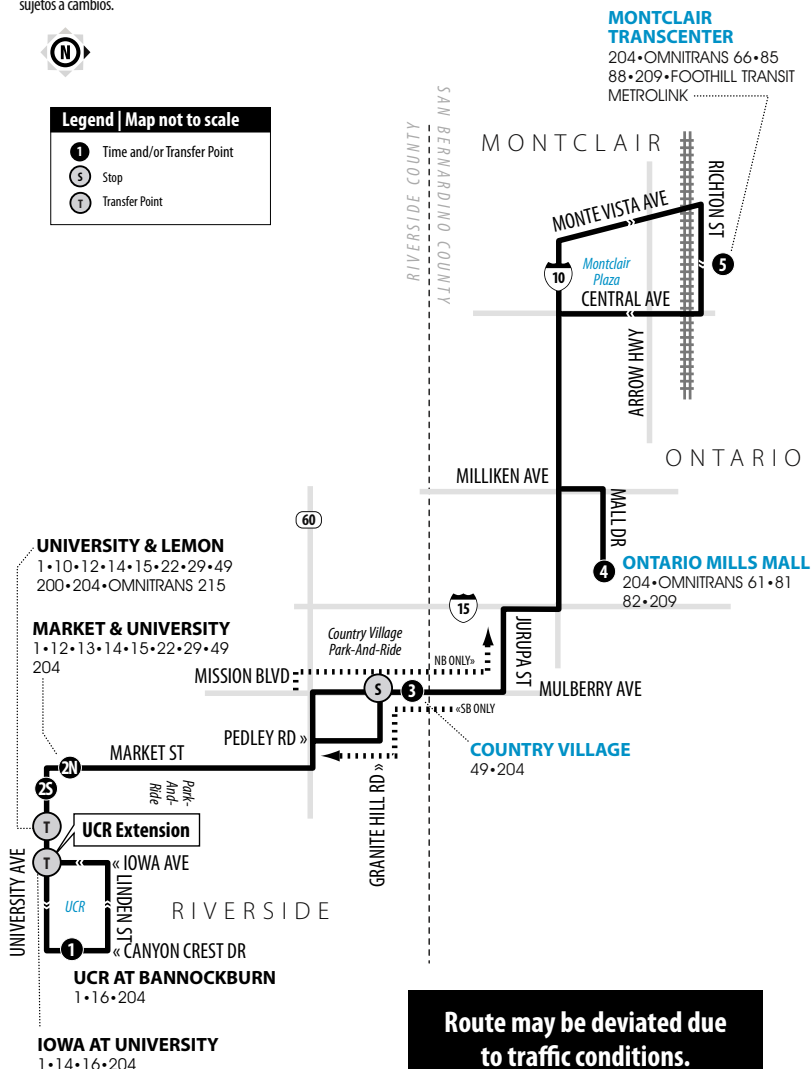 sujetos a cambios.
N
Legend | Map not to scale
1 Time and/or Transfer Point
S Stop
T Transfer Point
MONTCLAIR
TRANSCENTER
204•OMNITRANS 66•85
88•209•FOOTHILL TRANSIT
METROLINK
RIVERSIDE COUNTY
SAN BERNARDINO COUNTY
MONTCLAIR
MONTE VISTA AVE
RICHTON ST
10
Montclair
Plaza
5
CENTRAL AVE
ARROW HWY
ONTARIO
MILLIKEN AVE
MALL DR
4
ONTARIO MILLS MALL
204•OMNITRANS 61•81
82•209
60
UNIVERSITY & LEMON
1•10•12•14•15•22•29•49
200•204•OMNITRANS 215
MARKET & UNIVERSITY
1•12•13•14•15•22•29•49
204
15
Country Village
Park-And-Ride
NB ONLY»
JURUPA ST
MISSION BLVD
S
3
MULBERRY AVE
«SB ONLY
PEDLEY RD »
GRANITE HILL RD «
COUNTRY VILLAGE
49•204
MARKET ST
2N
2S
Park-
And-
Ride
T
UCR Extension
T
« IOWA AVE
UNIVERSITY AVE
LINDEN ST
UCR
RIVERSIDE
1
« CANYON CREST DR
UCR AT BANNOCKBURN
1•16•204
IOWA AT UNIVERSITY
1•14•16•204
Route may be deviated due
to traffic conditions.